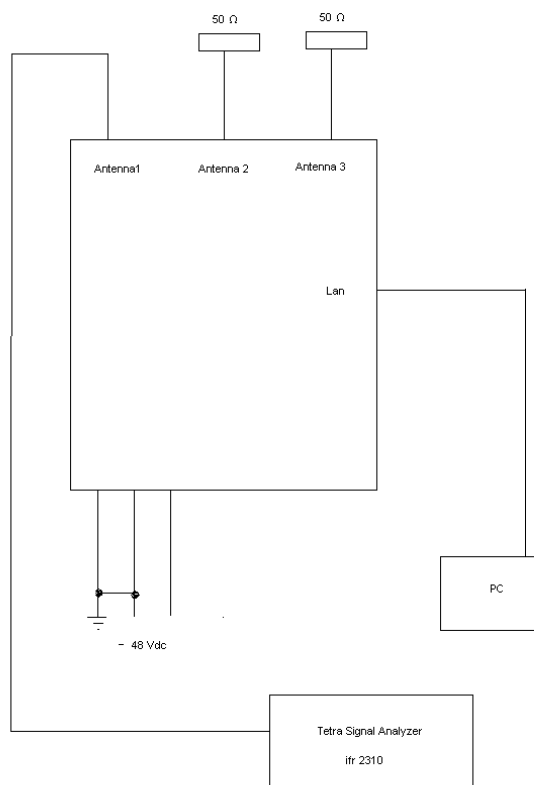 50 Ω
50 Ω
Antenna1
Antenna 2
Antenna 3
Lan
PC
- 48 Vdc
Tetra Signal Analyzer
ifr 2310